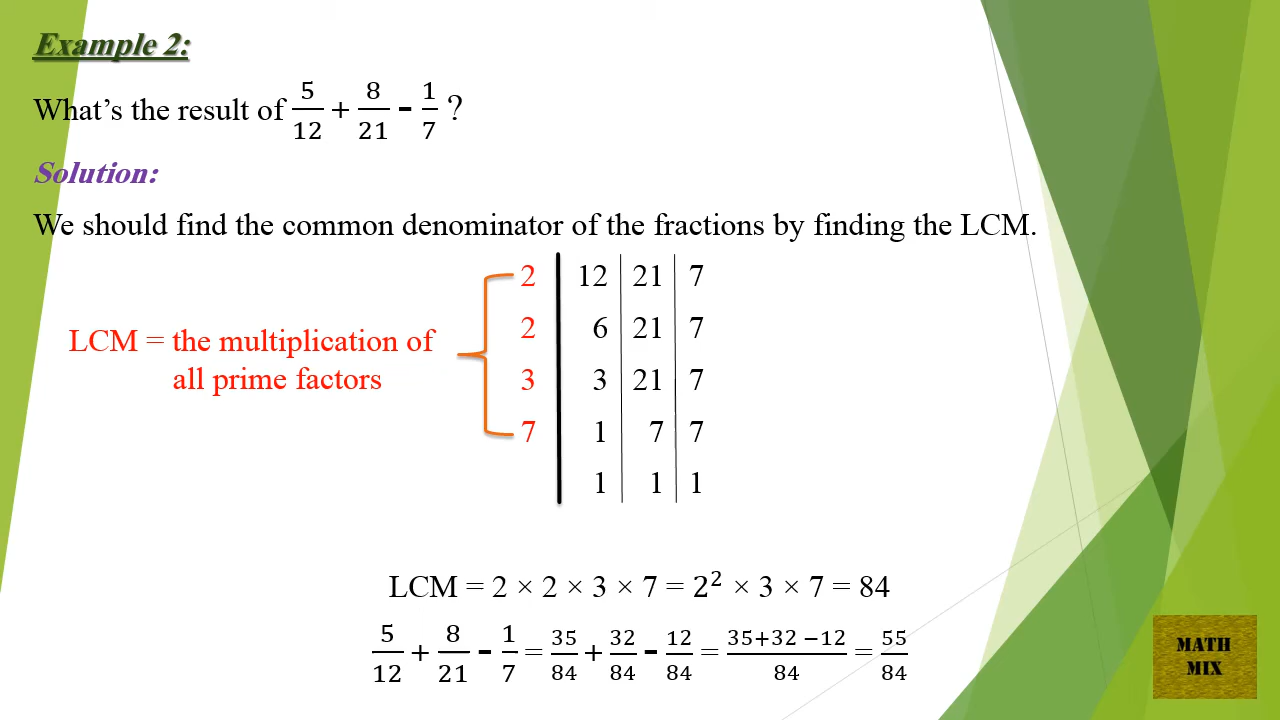 Example 2:
What’s the result of 5/12 + 8/21 - 1/7 ?
Solution:
We should find the common denominator of the fractions by finding the LCM.
2 12 21 7
2 6 21 7
LCM = the multiplication of
all prime factors
3 3 21 7
7 1 7 7
1 1 1
LCM = 2 × 2 × 3 × 7 = 2² × 3 × 7 = 84
5/12 + 8/21 - 1/7 = 35/84 + 32/84 - 12/84 = 35+32 −12/84 = 55/84
MATH
MIX